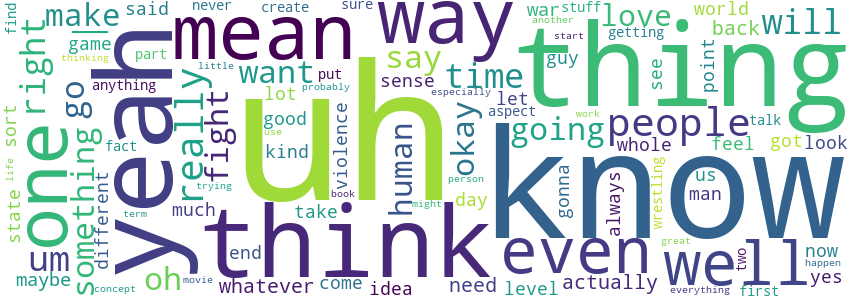 find
make
said
never
create
sure
war
stuff
another
love
world
will
back
game
thinking
part
mean
way
start
getting
guy
right
yeah
anything
little
put
probably
want
say
sense
time
especially
thing
see
point
go
really
fight
uh
lot
good
kind
use
violence
human
okay
let
aspect
work
going
people
talk
whole
feel
got
look
one
sort
state
life
something
different
fact
trying
book
person
might
know
day
gonna
always
wrestling
us
man
much
term
think
take
um
maybe
oh
movie
concept
whatever
end
come
idea
need
level
even
actually
well
two
great
everything
first
now
happen
yes